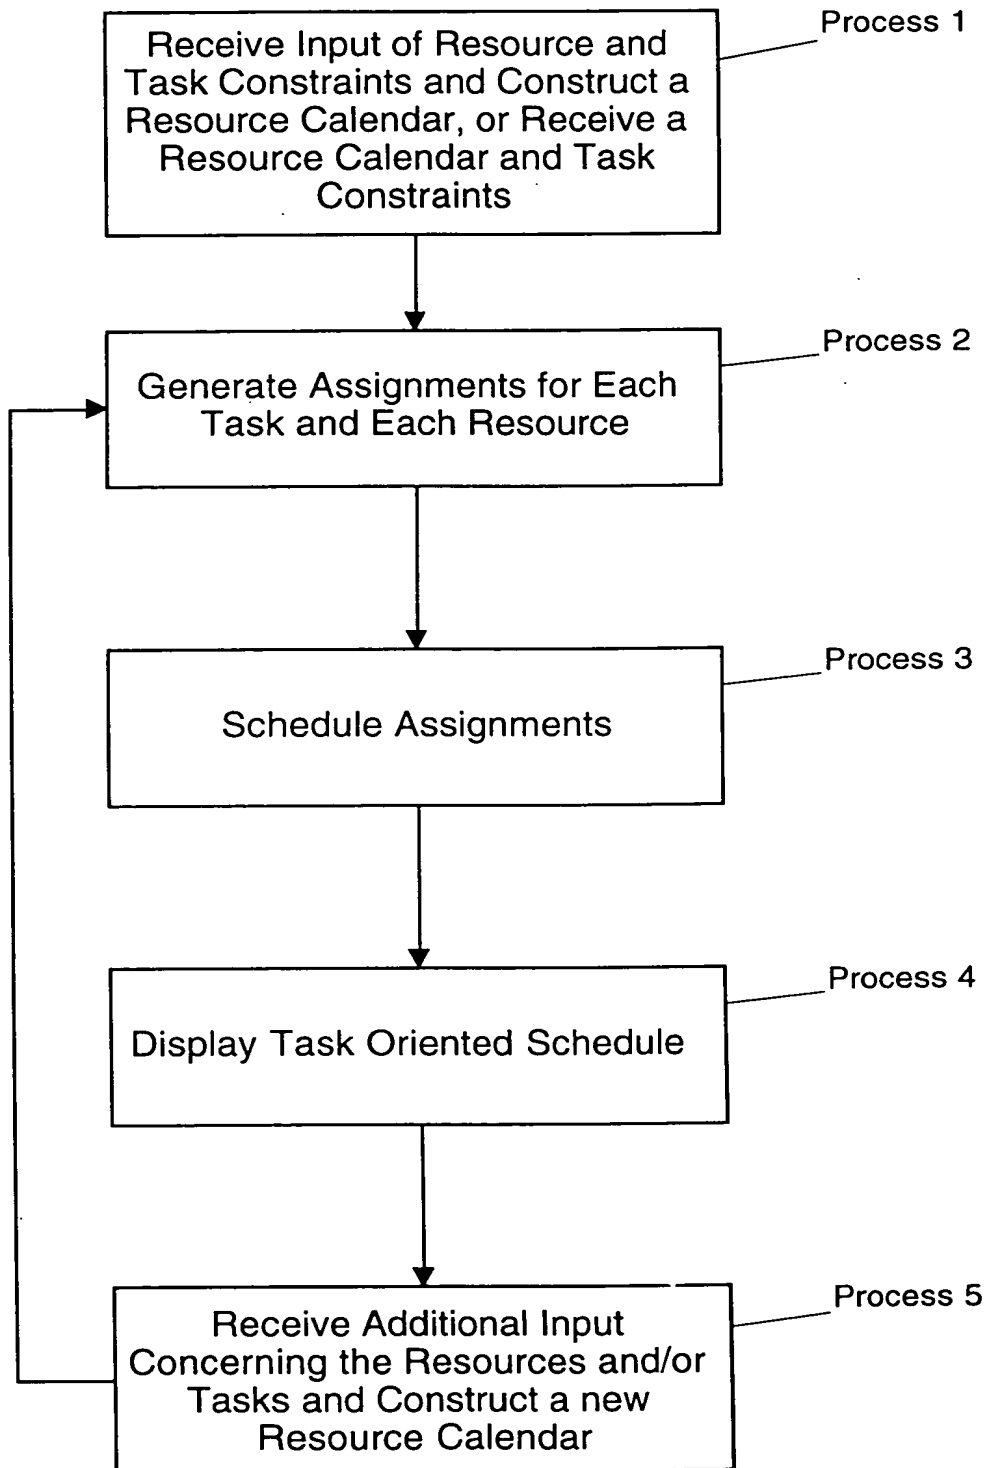 Process 1
Receive Input of Resource and
Task Constraints and Construct a
Resource Calendar, or Receive a
Resource Calendar and Task
Constraints
Process 2
Generate Assignments for Each
Task and Each Resource
Process 3
Schedule Assignments
Process 4
Display Task Oriented Schedule
Process 5
Receive Additional Input
Concerning the Resources and/or
Tasks and Construct a new
Resource Calendar